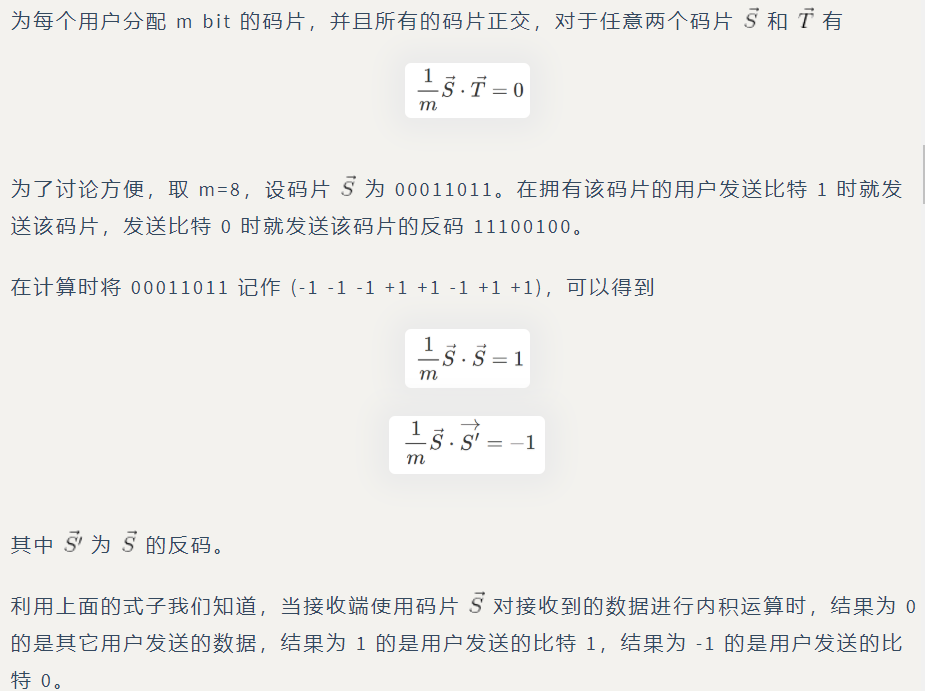 为每个用户分配 m bit 的码片，并且所有的码片正交，对于任意两个码片 $\vec{S}$ 和 $\vec{T}$ 有
$\frac{1}{m}\vec{S} \cdot \vec{T} = 0$
为了讨论方便，取 m=8，设码片 $\vec{S}$ 为 00011011。在拥有该码片的用户发送比特 1 时就发
送该码片，发送比特 0 时就发送该码片的反码 11100100。
在计算时将 00011011 记作 (-1 -1 -1 +1 +1 -1 +1 +1)，可以得到
$\frac{1}{m}\vec{S} \cdot \vec{S} = 1$
$\frac{1}{m}\vec{S} \cdot \overrightarrow{S'} = -1$
其中 $\vec{S'}$ 为 $\vec{S}$ 的反码。
利用上面的式子我们知道，当接收端使用码片 $\vec{S}$ 对接收到的数据进行内积运算时，结果为 0
的是其它用户发送的数据，结果为 1 的是用户发送的比特 1，结果为 -1 的是用户发送的比
特 0。